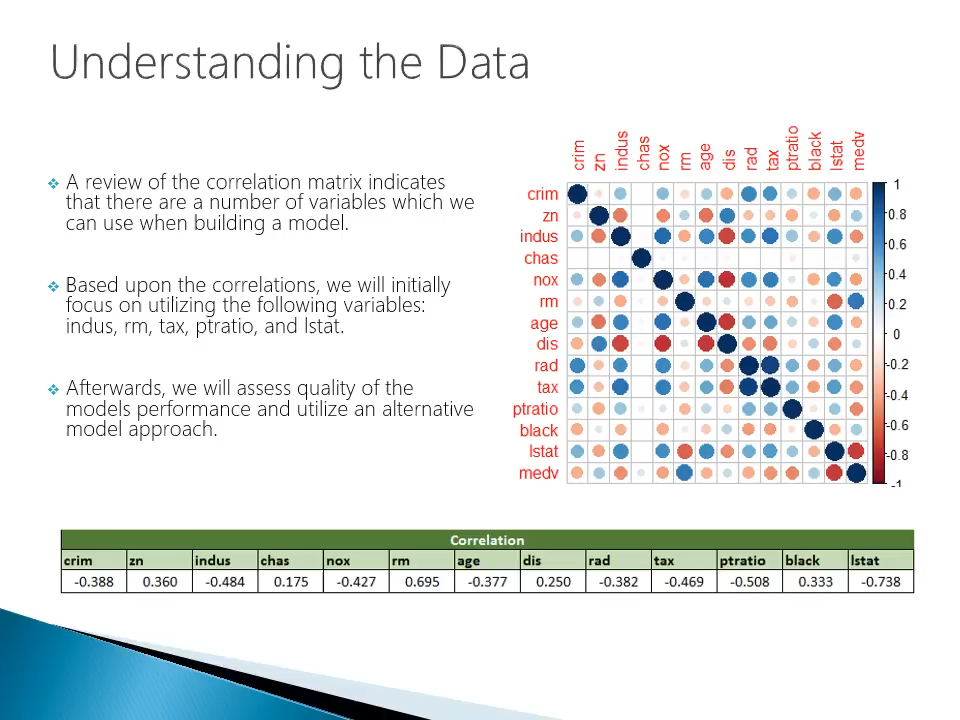 Understanding the Data
❖ A review of the correlation matrix indicates
that there are a number of variables which we
can use when building a model.
❖ Based upon the correlations, we will initially
focus on utilizing the following variables:
indus, rm, tax, ptratio, and lstat.
❖ Afterwards, we will assess quality of the
models performance and utilize an alternative
model approach.
crim zn indus chas nox rm age dis rad tax ptratio black lstat medv
crim
zn
indus
chas
nox
rm
age
dis
rad
tax
ptratio
black
lstat
medv
1
0.8
0.6
0.4
0.2
0
-0.2
-0.4
-0.6
-0.8
-1
Correlation
crim zn indus chas nox rm age dis rad tax ptratio black lstat
-0.388 0.360 -0.484 0.175 -0.427 0.695 -0.377 0.250 -0.382 -0.469 -0.508 0.333 -0.738